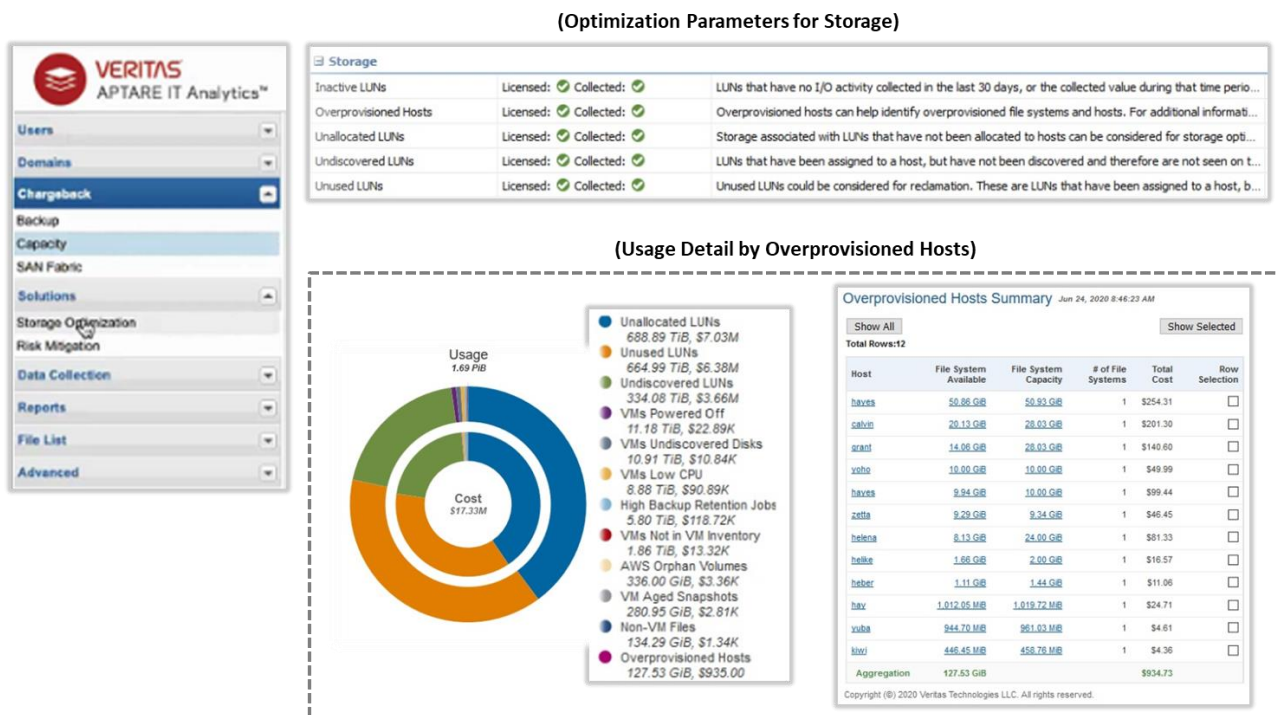 (Optimization Parameters for Storage)
VERITAS
APTARE IT Analytics™
Users
Domains
Chargeback
Backup
Capacity
SAN Fabric
Solutions
Storage Optimization
Risk Mitigation
Data Collection
Reports
File List
Advanced
Storage
Inactive LUNs Licensed: Collected: LUNs that have no I/O activity collected in the last 30 days, or the collected value during that time perio...
Overprovisioned Hosts Licensed: Collected: Overprovisioned hosts can help identify overprovisioned file systems and hosts. For additional informati...
Unallocated LUNs Licensed: Collected: Storage associated with LUNs that have not been allocated to hosts can be considered for storage opti...
Undiscovered LUNs Licensed: Collected: LUNs that have been assigned to a host, but have not been discovered and therefore are not seen on t...
Unused LUNs Licensed: Collected: Unused LUNs could be considered for reclamation. These are LUNs that have been assigned to a host, b...
(Usage Detail by Overprovisioned Hosts)
Usage
1.69 PiB
Cost
$17.33M
Unallocated LUNs
688.89 TiB, $7.03M
Unused LUNs
664.99 TiB, $6.38M
Undiscovered LUNs
334.08 TiB, $3.66M
VMs Powered Off
11.18 TiB, $22.89K
VMs Undiscovered Disks
10.91 TiB, $10.84K
VMs Low CPU
8.88 TiB, $90.89K
High Backup Retention Jobs
5.80 TiB, $118.72K
VMs Not in VM Inventory
1.86 TiB, $13.32K
AWS Orphan Volumes
336.00 GiB, $3.36K
VM Aged Snapshots
280.95 GiB, $2.81K
Non-VM Files
134.29 GiB, $1.34K
Overprovisioned Hosts
127.53 GiB, $935.00
Overprovisioned Hosts Summary Jun 24, 2020 8:46:23 AM
Show All Show Selected
Total Rows:12
Host File System Available File System Capacity # of File Systems Total Cost Row Selection
hayes 50.86 GiB 50.93 GiB 1 $254.31
calvin 20.13 GiB 28.03 GiB 1 $201.30
grant 14.06 GiB 28.03 GiB 1 $140.60
yoho 10.00 GiB 10.00 GiB 1 $49.99
hayes 9.94 GiB 10.00 GiB 1 $99.44
zetta 9.29 GiB 9.34 GiB 1 $46.45
helena 8.13 GiB 24.00 GiB 1 $81.33
helike 1.66 GiB 2.00 GiB 1 $16.57
heber 1.11 GiB 1.44 GiB 1 $11.06
hay 1,012.05 MiB 1,019.72 MiB 1 $24.71
yuba 944.70 MiB 961.03 MiB 1 $4.61
kiwi 446.45 MiB 458.76 MiB 1 $4.36
Aggregation 127.53 GiB $934.73
Copyright (©) 2020 Veritas Technologies LLC. All rights reserved.